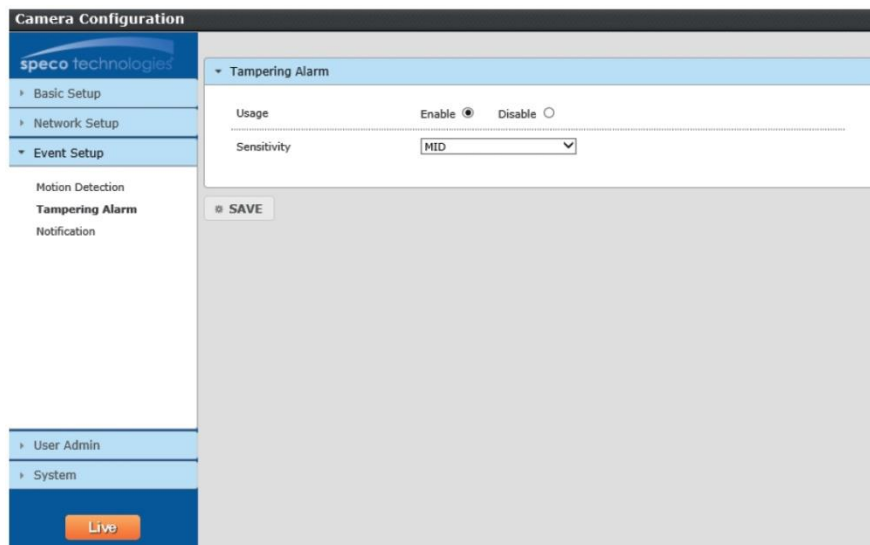 Camera Configuration
speco technologies
Basic Setup
Network Setup
Event Setup
Motion Detection
Tampering Alarm
Notification
User Admin
System
Live
Tampering Alarm
Usage Enable Disable
Sensitivity MID
SAVE